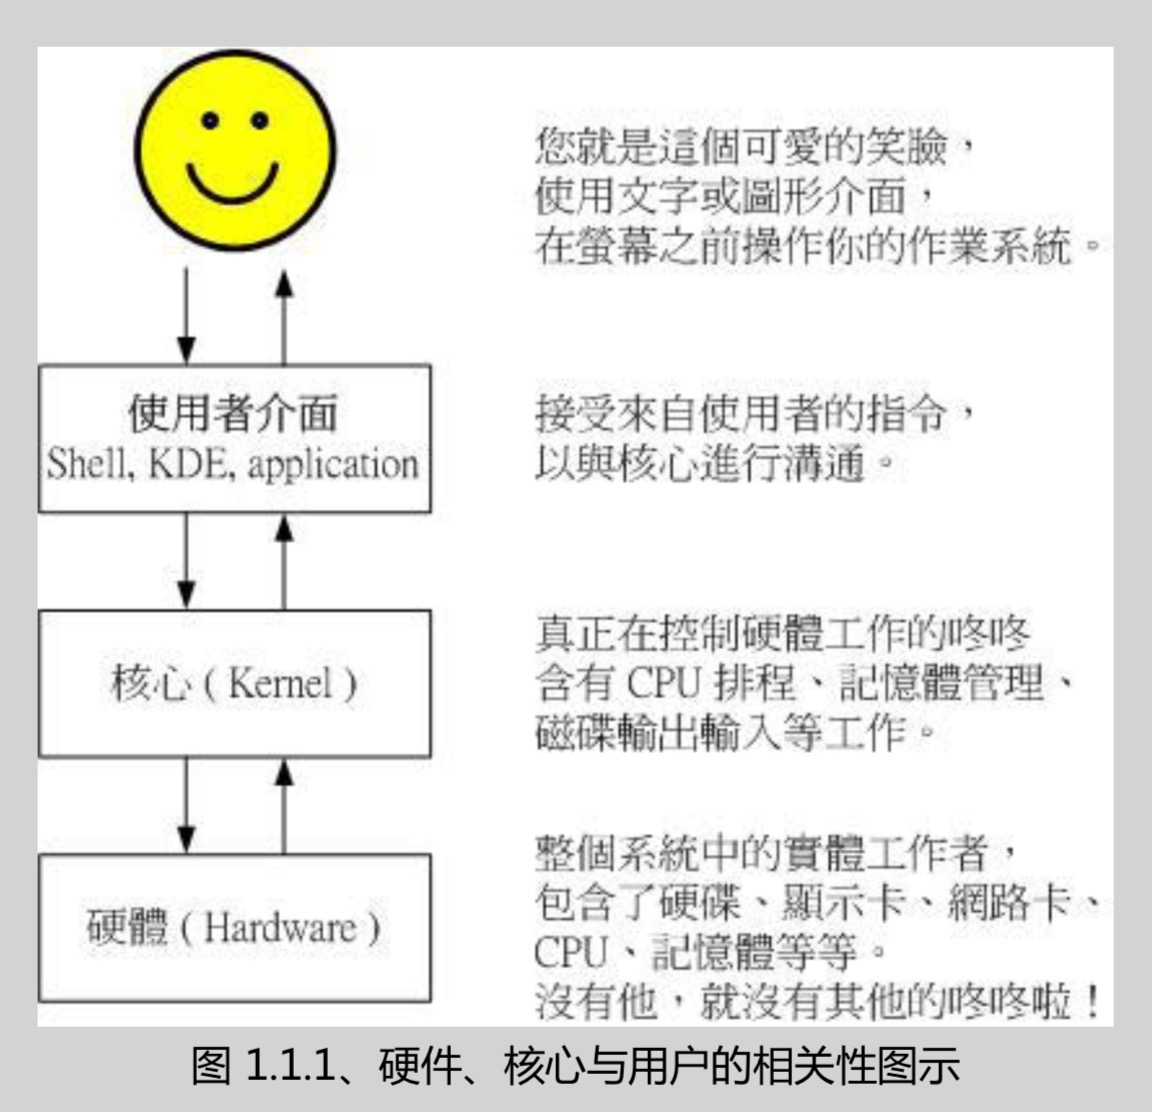 您就是這個可愛的笑臉，
使用文字或圖形介面，
在螢幕之前操作你的作業系統。
使用者介面
Shell, KDE, application
接受來自使用者的指令，
以與核心進行溝通。
核心 ( Kernel )
真正在控制硬體工作的咚咚
含有 CPU 排程、記憶體管理、
磁碟輸出輸入等工作。
硬體 ( Hardware )
整個系統中的實體工作者，
包含了硬碟、顯示卡、網路卡、
CPU、記憶體等等。
沒有他，就沒有其他的咚咚啦！
图 1.1.1、硬件、核心与用户的相关性图示